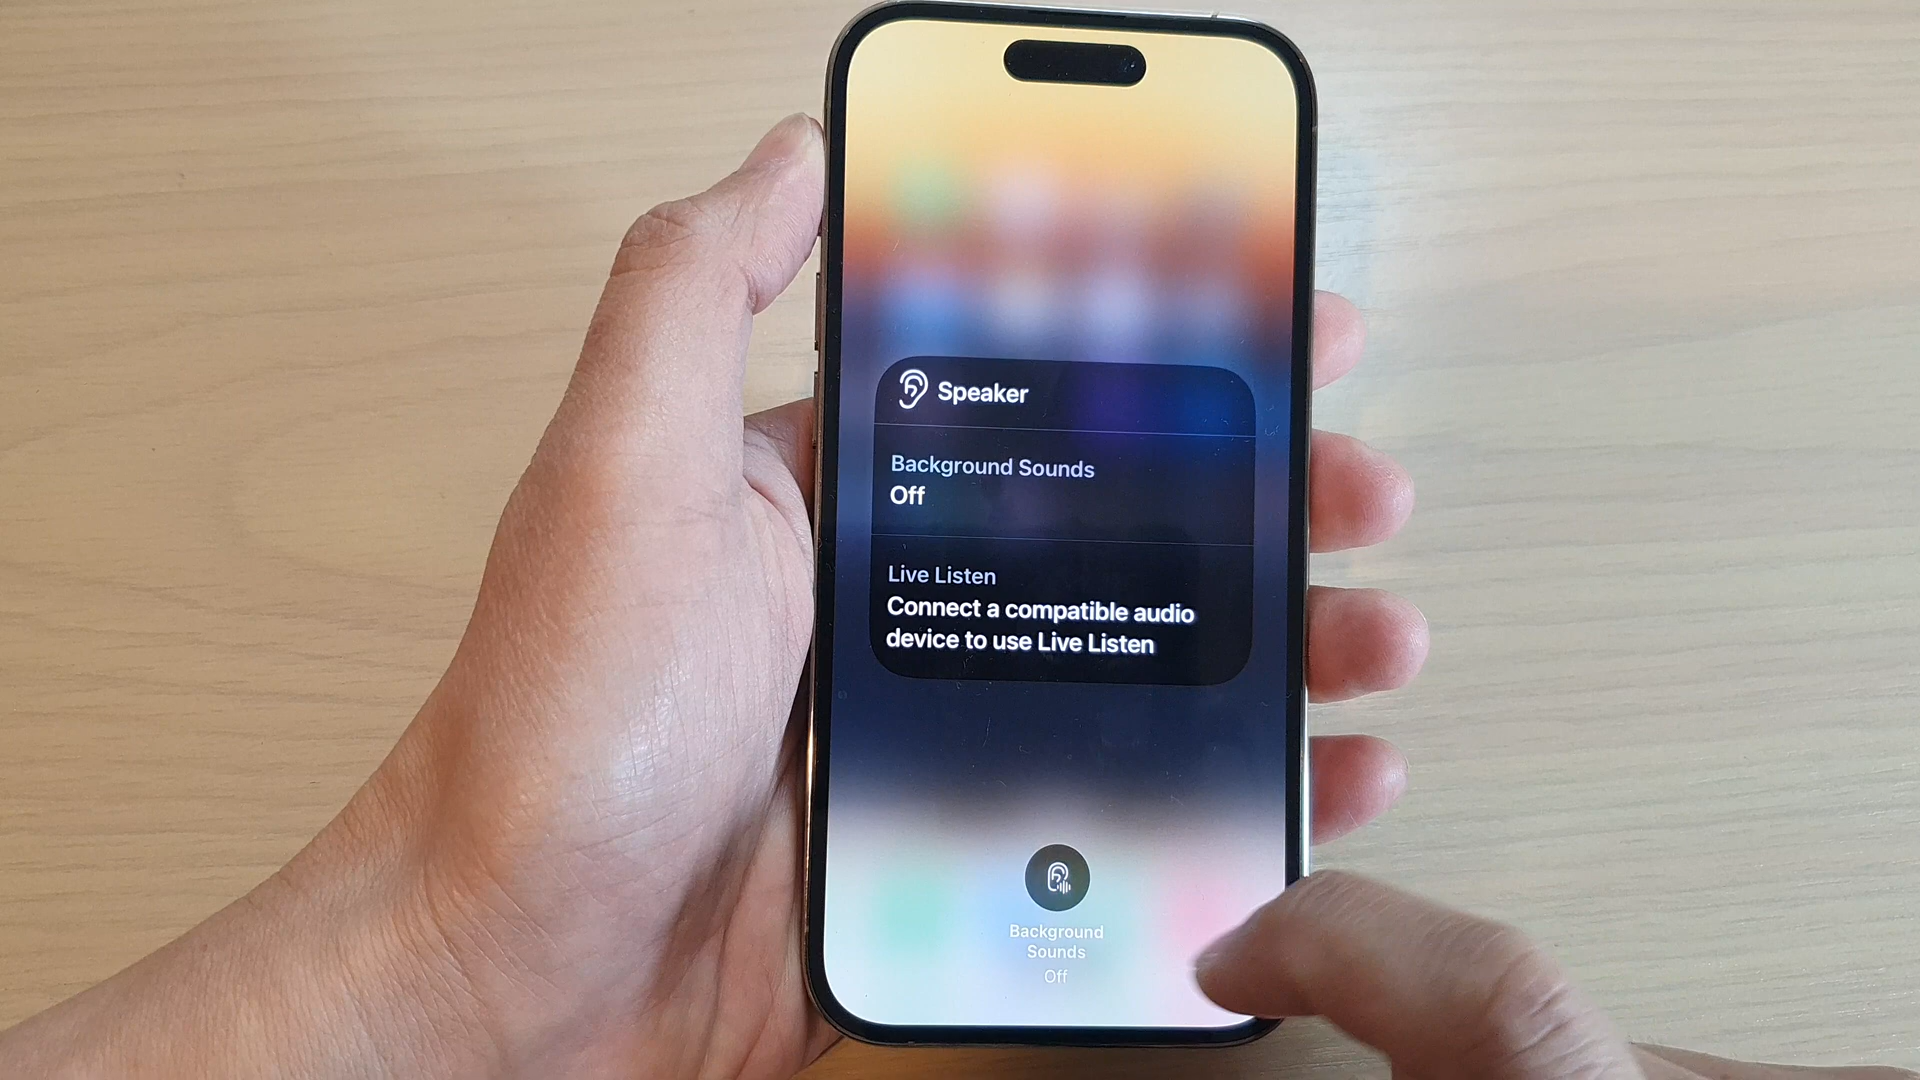 Speaker
Background Sounds
Off
Live Listen
Connect a compatible audio
device to use Live Listen
Background
Sounds
Off